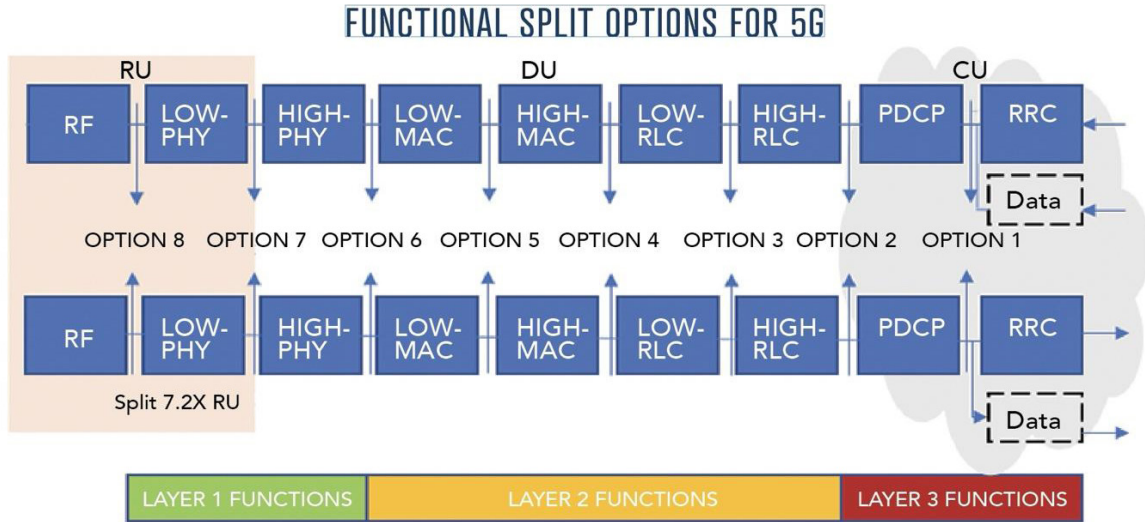 FUNCTIONAL SPLIT OPTIONS FOR 5G
RU
DU
CU
RF
LOW-
PHY
HIGH-
PHY
LOW-
MAC
HIGH-
MAC
LOW-
RLC
HIGH-
RLC
PDCP
RRC
Data
OPTION 8
OPTION 7
OPTION 6
OPTION 5
OPTION 4
OPTION 3
OPTION 2
OPTION 1
RF
LOW-
PHY
HIGH-
PHY
LOW-
MAC
HIGH-
MAC
LOW-
RLC
HIGH-
RLC
PDCP
RRC
Split 7.2X RU
Data
LAYER 1 FUNCTIONS
LAYER 2 FUNCTIONS
LAYER 3 FUNCTIONS